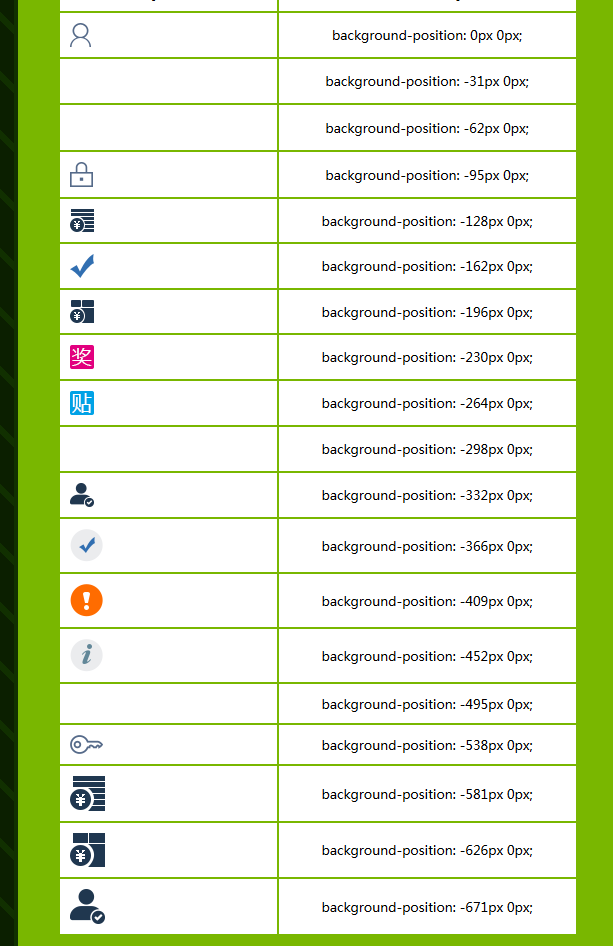 background-position: 0px 0px;
background-position: -31px 0px;
background-position: -62px 0px;
background-position: -95px 0px;
¥ background-position: -128px 0px;
background-position: -162px 0px;
¥ background-position: -196px 0px;
奖 background-position: -230px 0px;
贴 background-position: -264px 0px;
background-position: -298px 0px;
background-position: -332px 0px;
background-position: -366px 0px;
! background-position: -409px 0px;
i background-position: -452px 0px;
background-position: -495px 0px;
background-position: -538px 0px;
¥ background-position: -581px 0px;
¥ background-position: -626px 0px;
background-position: -671px 0px;